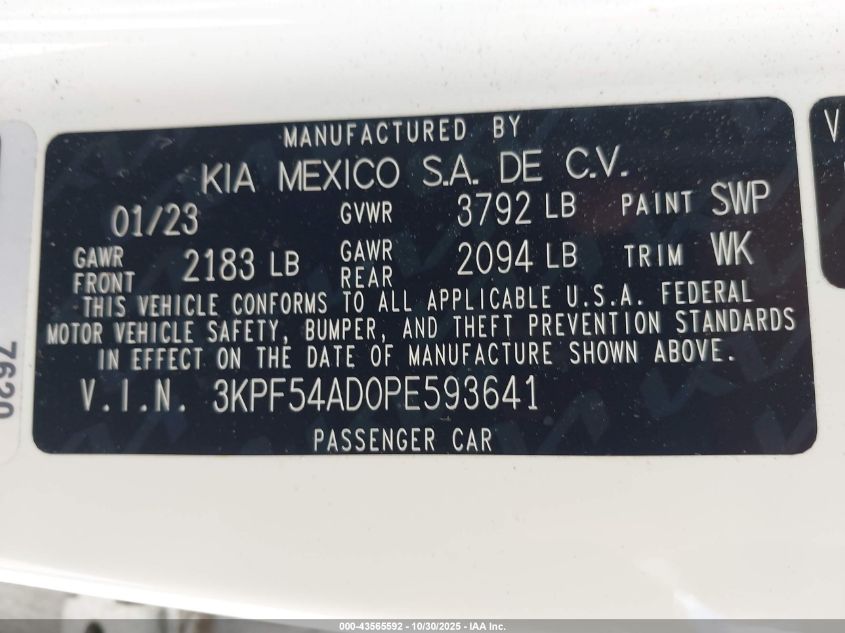 MANUFACTURED BY
KIA MEXICO S.A. DE C.V.
01/23 GVWR 3792 LB PAINT SWP
GAWR FRONT 2183 LB GAWR REAR 2094 LB TRIM WK
THIS VEHICLE CONFORMS TO ALL APPLICABLE U.S.A. FEDERAL
MOTOR VEHICLE SAFETY, BUMPER, AND THEFT PREVENTION STANDARDS
IN EFFECT ON THE DATE OF MANUFACTURE SHOWN ABOVE.
V.I.N. 3KPF54AD0PE593641
PASSENGER CAR
7620
V
000-43565592 - 10/30/2025 - IAA Inc.